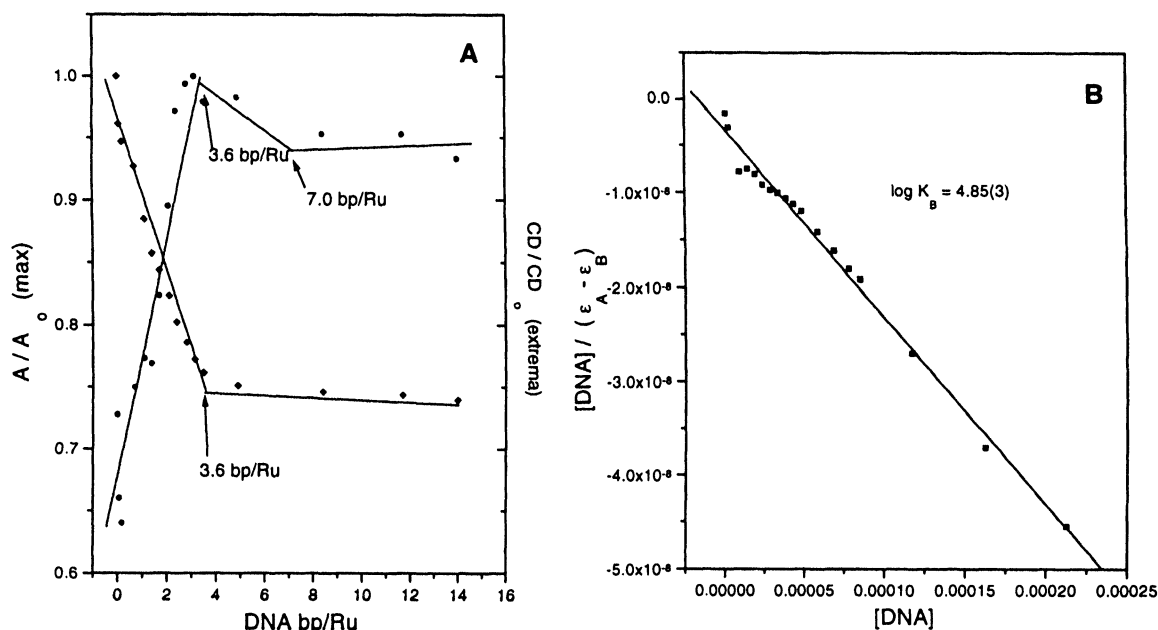 A
1.0
0.9
0.8
0.7
0.6
3.6 bp/Ru
7.0 bp/Ru
3.6 bp/Ru
A / A o (max)
CD / CD o (extrema)
0 2 4 6 8 10 12 14 16
DNA bp/Ru
B
0.0
-1.0x10-8
-2.0x10-8
-3.0x10-8
-4.0x10-8
-5.0x10-8
log K B = 4.85(3)
[DNA] / ( ε A - ε B )
0.00000 0.00005 0.00010 0.00015 0.00020 0.00025
[DNA]